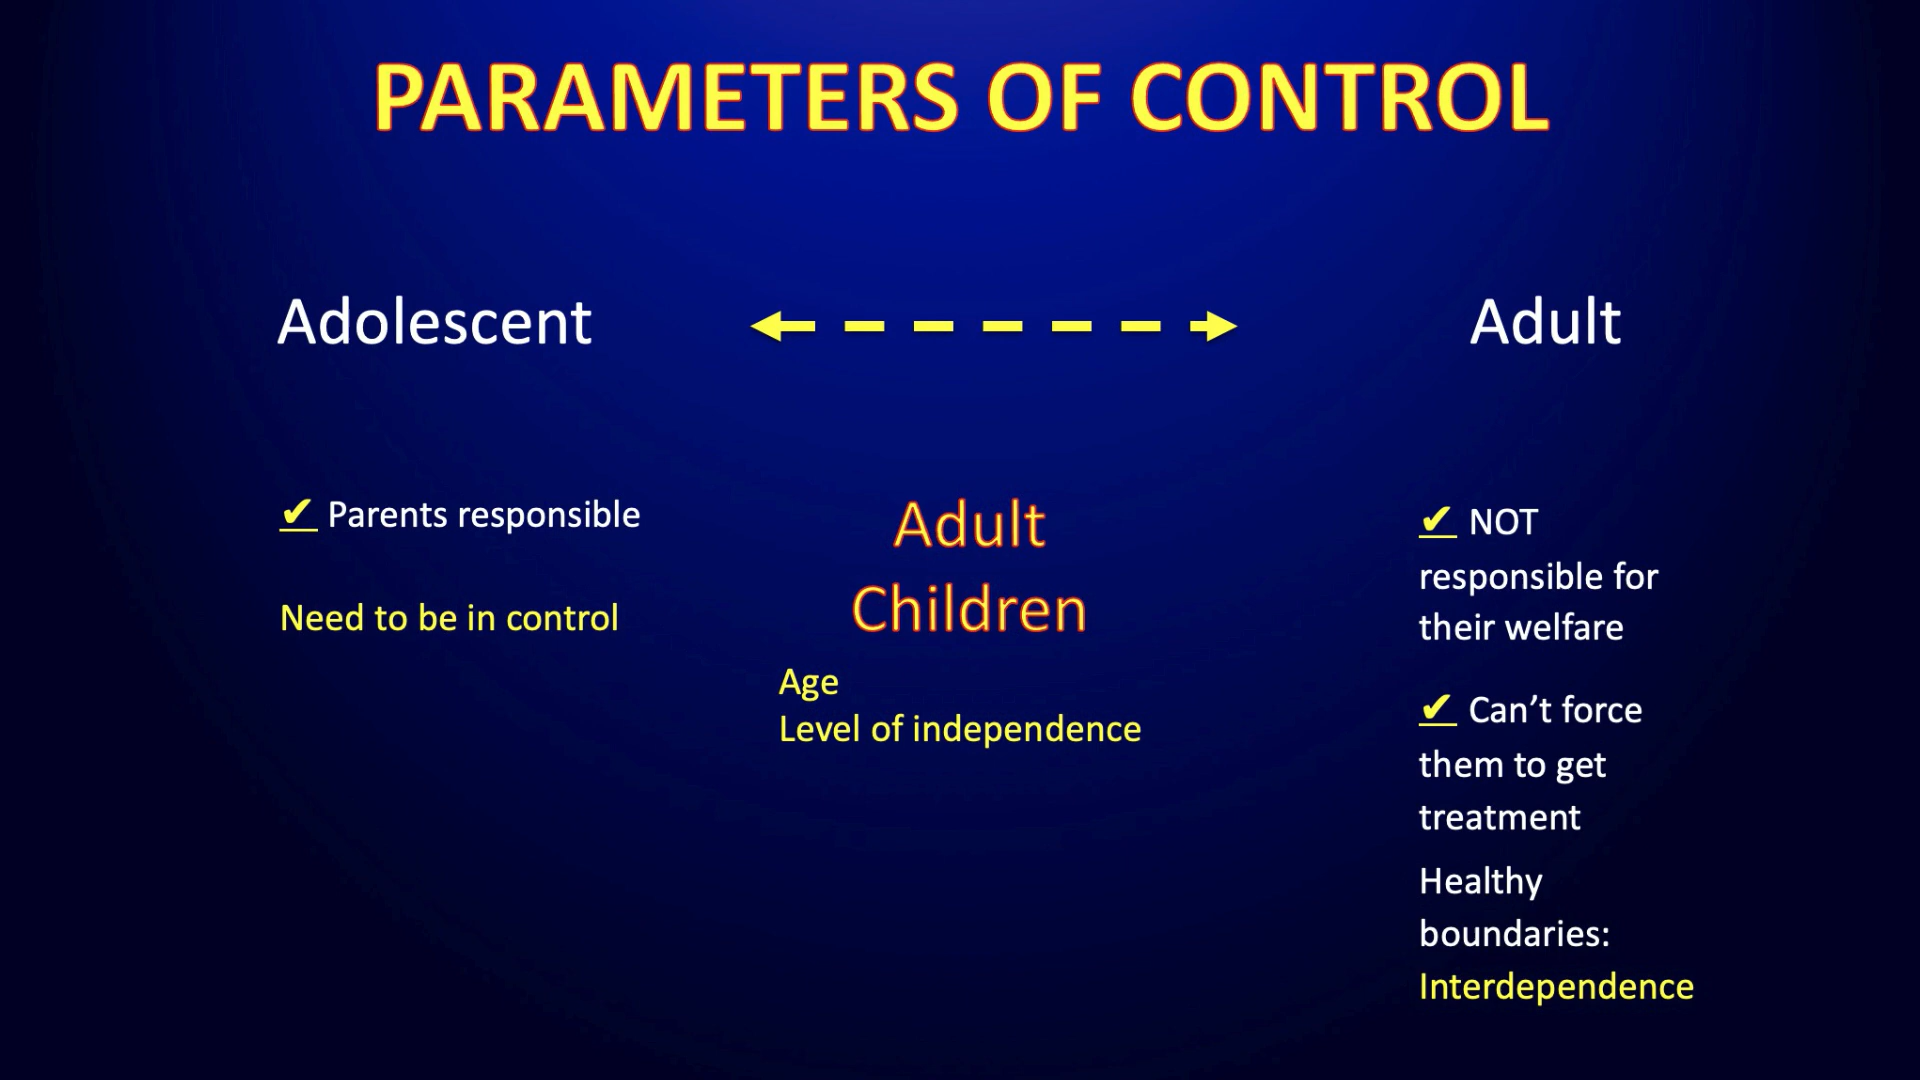 PARAMETERS OF CONTROL
Adolescent
Adult
✔ Parents responsible
Need to be in control
Adult
Children
Age
Level of independence
✔ NOT
responsible for
their welfare
✔ Can’t force
them to get
treatment
Healthy
boundaries:
Interdependence